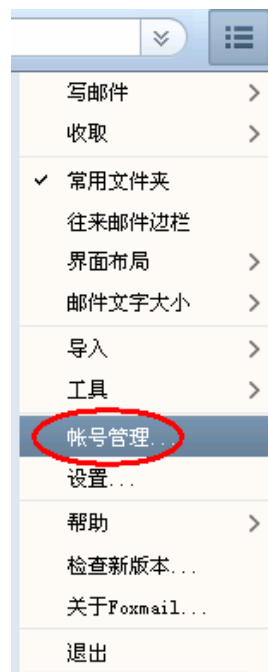 写邮件
收取
常用文件夹
往来邮件边栏
界面布局
邮件文字大小
导入
工具
帐号管理...
设置...
帮助
检查新版本...
关于Foxmail...
退出